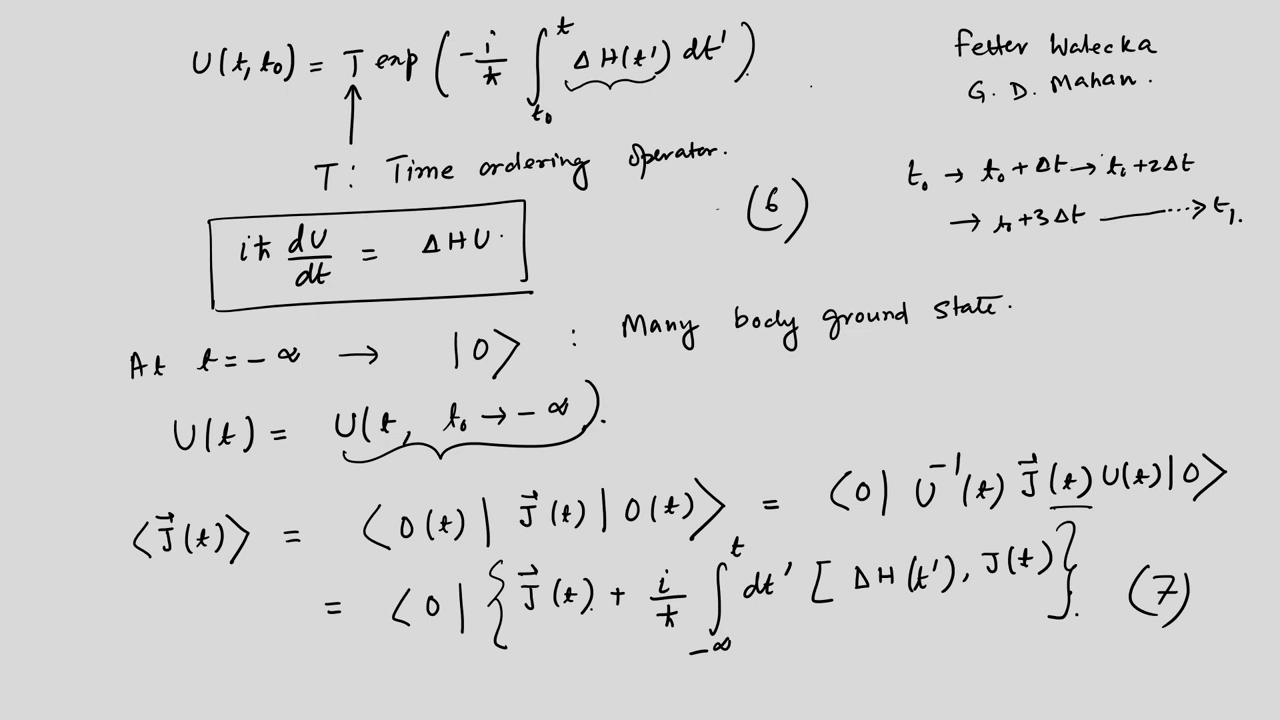 U(t, t₀) = T exp ( -i/ħ ∫_{t₀}^{t} ΔH(t') dt' )
Fetter Walecka
G. D. Mahan.
T: Time ordering operator.
t₀ → t₀ + Δt → t₀ + 2Δt
→ t₀ + 3Δt ⟶ t₁.
(6)
iħ dU/dt = ΔHU.
At t = -∞ → |0⟩ : Many body ground state.
U(t) = U(t, t₀ → -∞).
⟨J⃗(t)⟩ = ⟨0(t)| J⃗(t) |0(t)⟩ = ⟨0| U⁻¹(t) J⃗(t) U(t) |0⟩
= ⟨0| { J⃗(t) + i/ħ ∫_{-∞}^{t} dt' [ ΔH(t'), J(t) } (7)